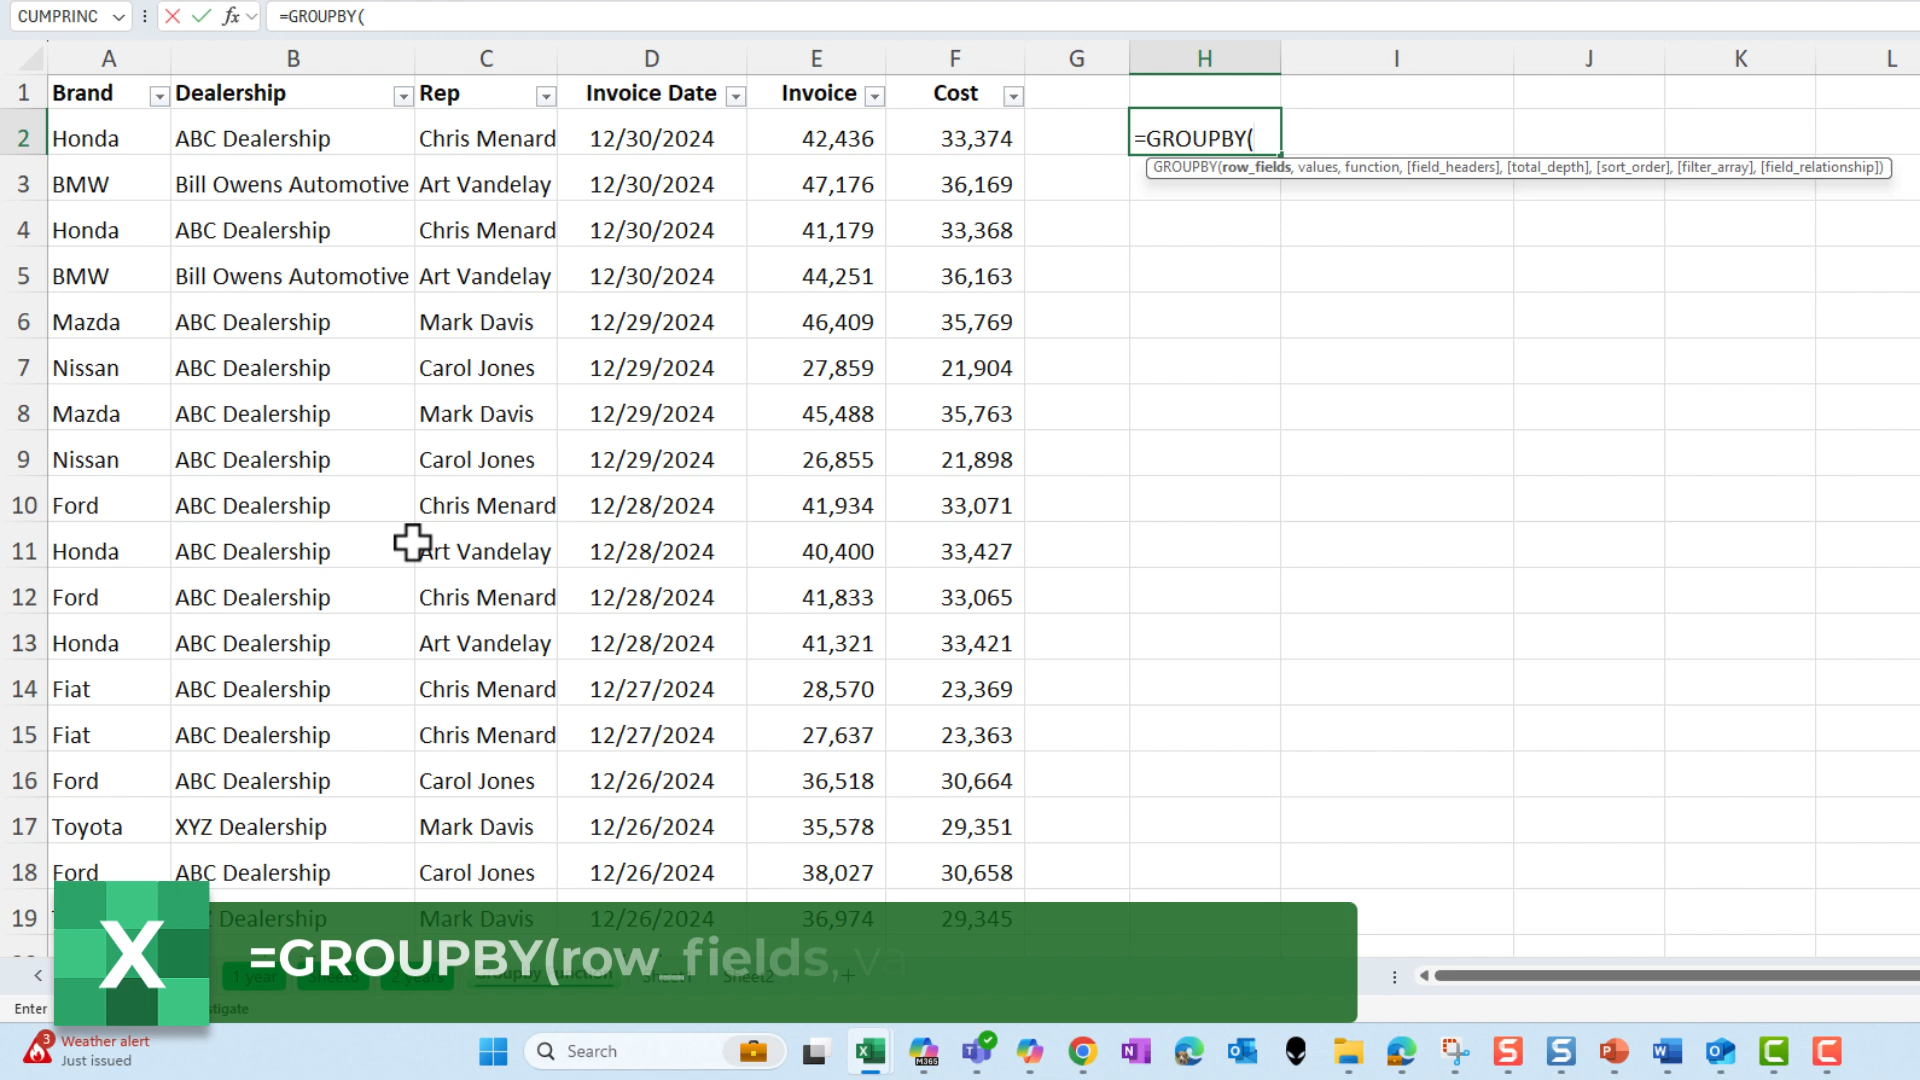 CUMPRINC fx =GROUPBY(
A B C D E F G H I J K L
1 Brand Dealership Rep Invoice Date Invoice Cost
2 Honda ABC Dealership Chris Menard 12/30/2024 42,436 33,374 =GROUPBY(
GROUPBY(row_fields, values, function, [field_headers], [total_depth], [sort_order], [filter_array], [field_relationship])
3 BMW Bill Owens Automotive Art Vandelay 12/30/2024 47,176 36,169
4 Honda ABC Dealership Chris Menard 12/30/2024 41,179 33,368
5 BMW Bill Owens Automotive Art Vandelay 12/30/2024 44,251 36,163
6 Mazda ABC Dealership Mark Davis 12/29/2024 46,409 35,769
7 Nissan ABC Dealership Carol Jones 12/29/2024 27,859 21,904
8 Mazda ABC Dealership Mark Davis 12/29/2024 45,488 35,763
9 Nissan ABC Dealership Carol Jones 12/29/2024 26,855 21,898
10 Ford ABC Dealership Chris Menard 12/28/2024 41,934 33,071
11 Honda ABC Dealership Art Vandelay 12/28/2024 40,400 33,427
12 Ford ABC Dealership Chris Menard 12/28/2024 41,833 33,065
13 Honda ABC Dealership Art Vandelay 12/28/2024 41,321 33,421
14 Fiat ABC Dealership Chris Menard 12/27/2024 28,570 23,369
15 Fiat ABC Dealership Chris Menard 12/27/2024 27,637 23,363
16 Ford ABC Dealership Carol Jones 12/26/2024 36,518 30,664
17 Toyota XYZ Dealership Mark Davis 12/26/2024 35,578 29,351
18 Ford ABC Dealership Carol Jones 12/26/2024 38,027 30,658
19 Dealership Mark Davis 12/26/2024 36,974 29,345
X =GROUPBY(row_fields, va
1 year 2 years Groupby Function Sheet1 Sheet2
Enter
3 Weather alert
Just issued
Search
M365